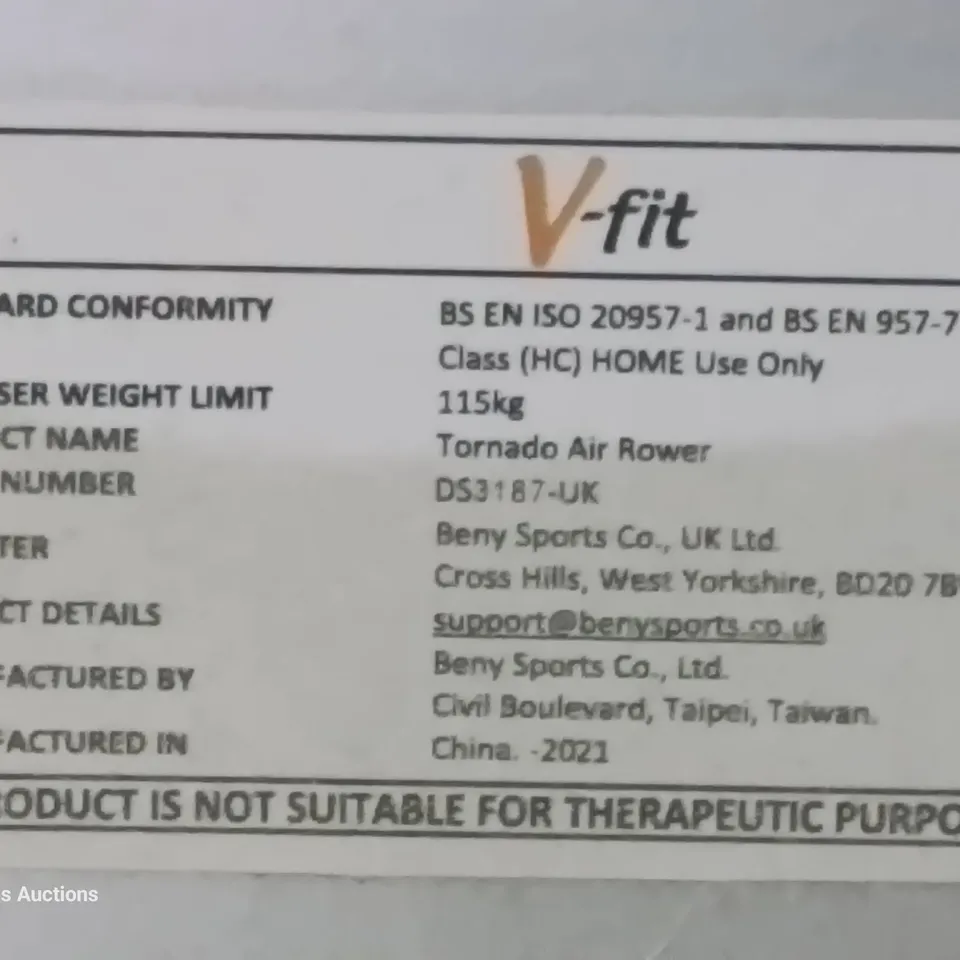 V-fit
ARD CONFORMITY BS EN ISO 20957-1 and BS EN 957-7
Class (HC) HOME Use Only
SER WEIGHT LIMIT 115kg
CT NAME Tornado Air Rower
NUMBER DS3187-UK
TER Beny Sports Co., UK Ltd.
Cross Hills, West Yorkshire, BD20 7B
CT DETAILS support@benysports.co.uk
FACTURED BY Beny Sports Co., Ltd.
Civil Boulevard, Taipei, Taiwan.
FACTURED IN China. -2021
RODUCT IS NOT SUITABLE FOR THERAPEUTIC PURPO
s Auctions